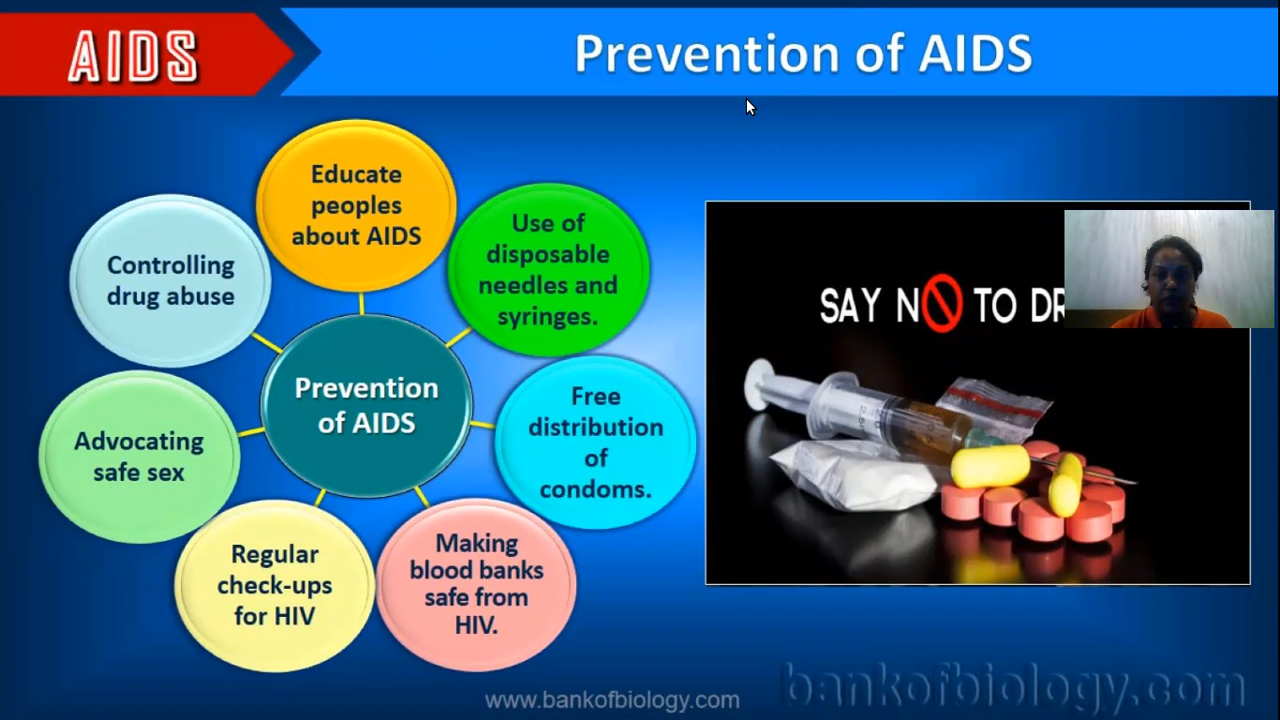 AIDS
Prevention of AIDS
Educate
peoples
about AIDS
Use of
disposable
needles and
syringes.
Free
distribution
of
condoms.
Making
blood banks
safe from
HIV.
Regular
check-ups
for HIV
Advocating
safe sex
Controlling
drug abuse
Prevention
of AIDS
SAY NO TO DR
www.bankofbiology.com
bankofbiology.com